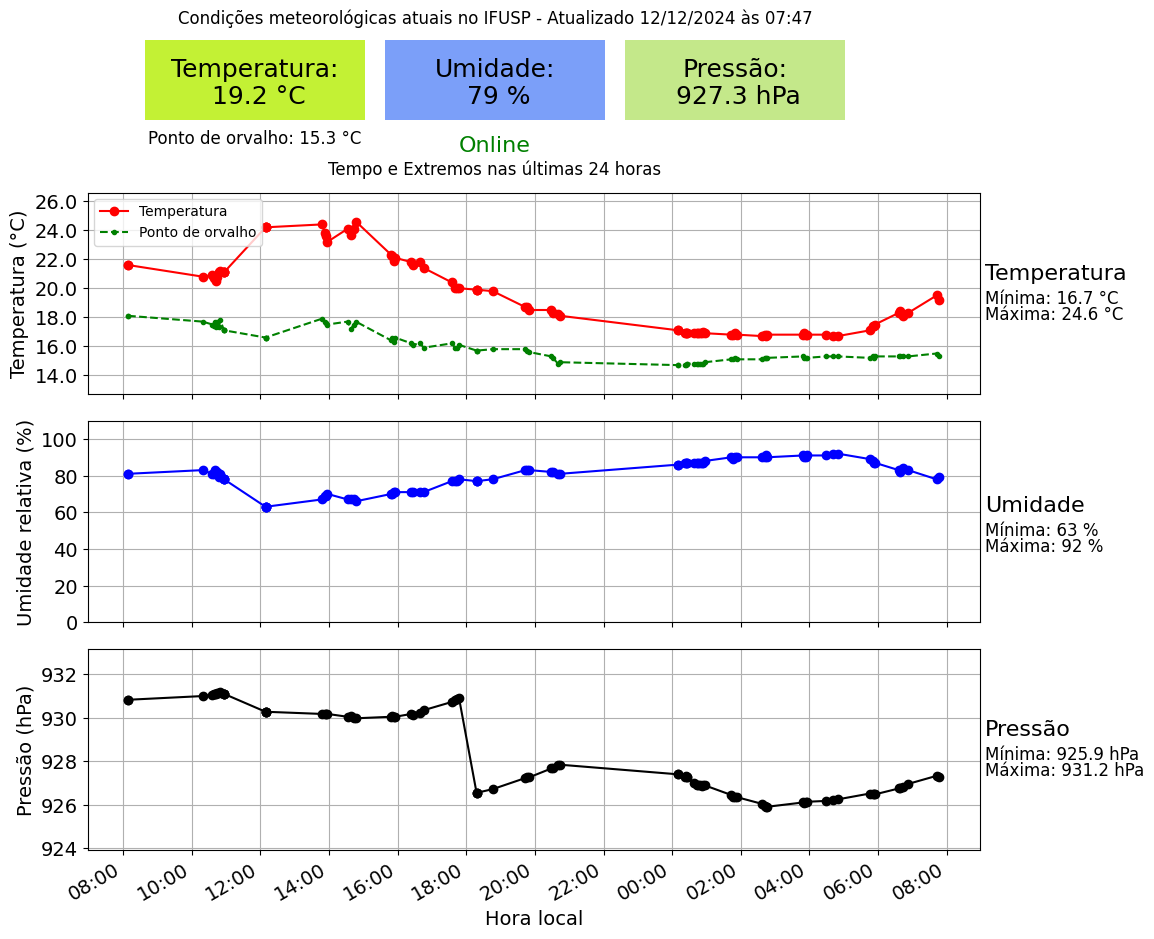 Condições meteorológicas atuais no IFUSP - Atualizado 12/12/2024 às 07:47
Temperatura:
19.2 °C
Umidade:
79 %
Pressão:
927.3 hPa
Ponto de orvalho: 15.3 °C
Online
Tempo e Extremos nas últimas 24 horas
Temperatura (°C)
26.0
24.0
22.0
20.0
18.0
16.0
14.0
Temperatura
Ponto de orvalho
Temperatura
Mínima: 16.7 °C
Máxima: 24.6 °C
Umidade relativa (%)
100
80
60
40
20
0
Umidade
Mínima: 63 %
Máxima: 92 %
Pressão (hPa)
932
930
928
926
924
Pressão
Mínima: 925.9 hPa
Máxima: 931.2 hPa
08:00 10:00 12:00 14:00 16:00 18:00 20:00 22:00 00:00 02:00 04:00 06:00 08:00
Hora local